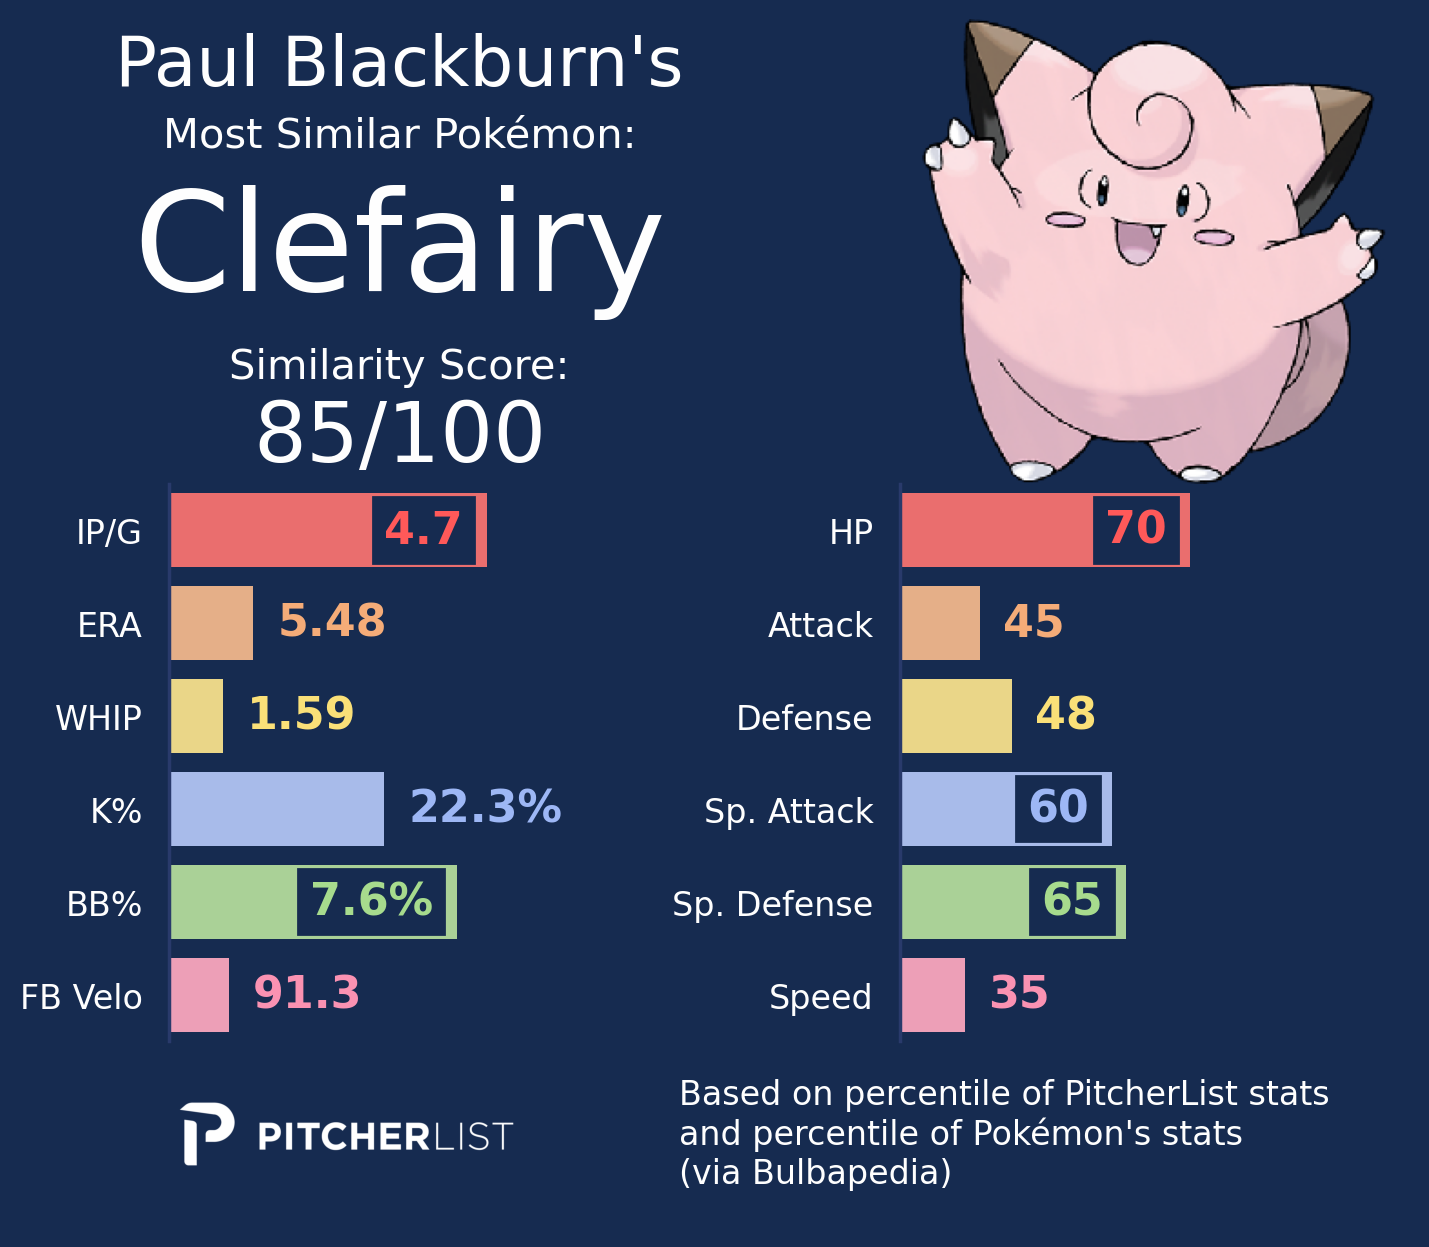 Paul Blackburn's
Most Similar Pokémon:
Clefairy
Similarity Score:
85/100
IP/G 4.7
ERA 5.48
WHIP 1.59
K% 22.3%
BB% 7.6%
FB Velo 91.3
HP 70
Attack 45
Defense 48
Sp. Attack 60
Sp. Defense 65
Speed 35
PITCHERLIST
Based on percentile of PitcherList stats
and percentile of Pokémon's stats
(via Bulbapedia)